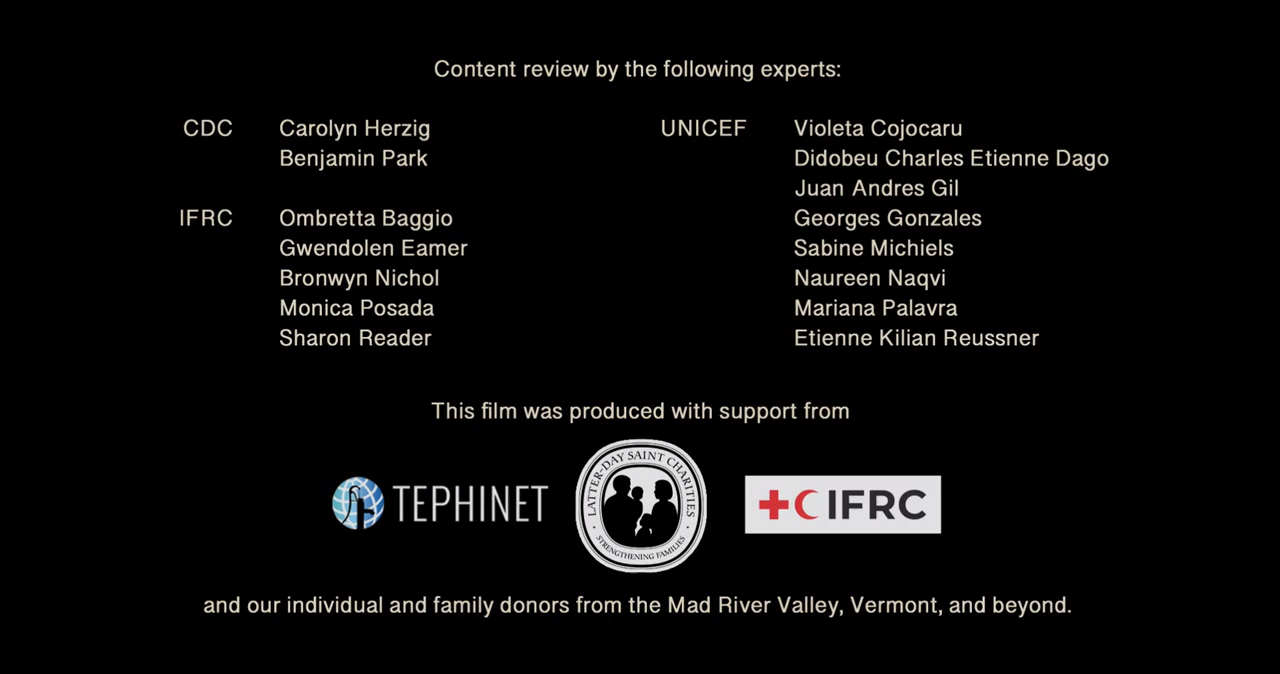 Content review by the following experts:
CDC Carolyn Herzig
Benjamin Park
IFRC Ombretta Baggio
Gwendolen Eamer
Bronwyn Nichol
Monica Posada
Sharon Reader
UNICEF Violeta Cojocaru
Didobeu Charles Etienne Dago
Juan Andres Gil
Georges Gonzales
Sabine Michiels
Naureen Naqvi
Mariana Palavra
Etienne Kilian Reussner
This film was produced with support from
TEPHINET
LATTER-DAY SAINT CHARITIES
STRENGTHENING FAMILIES
IFRC
and our individual and family donors from the Mad River Valley, Vermont, and beyond.